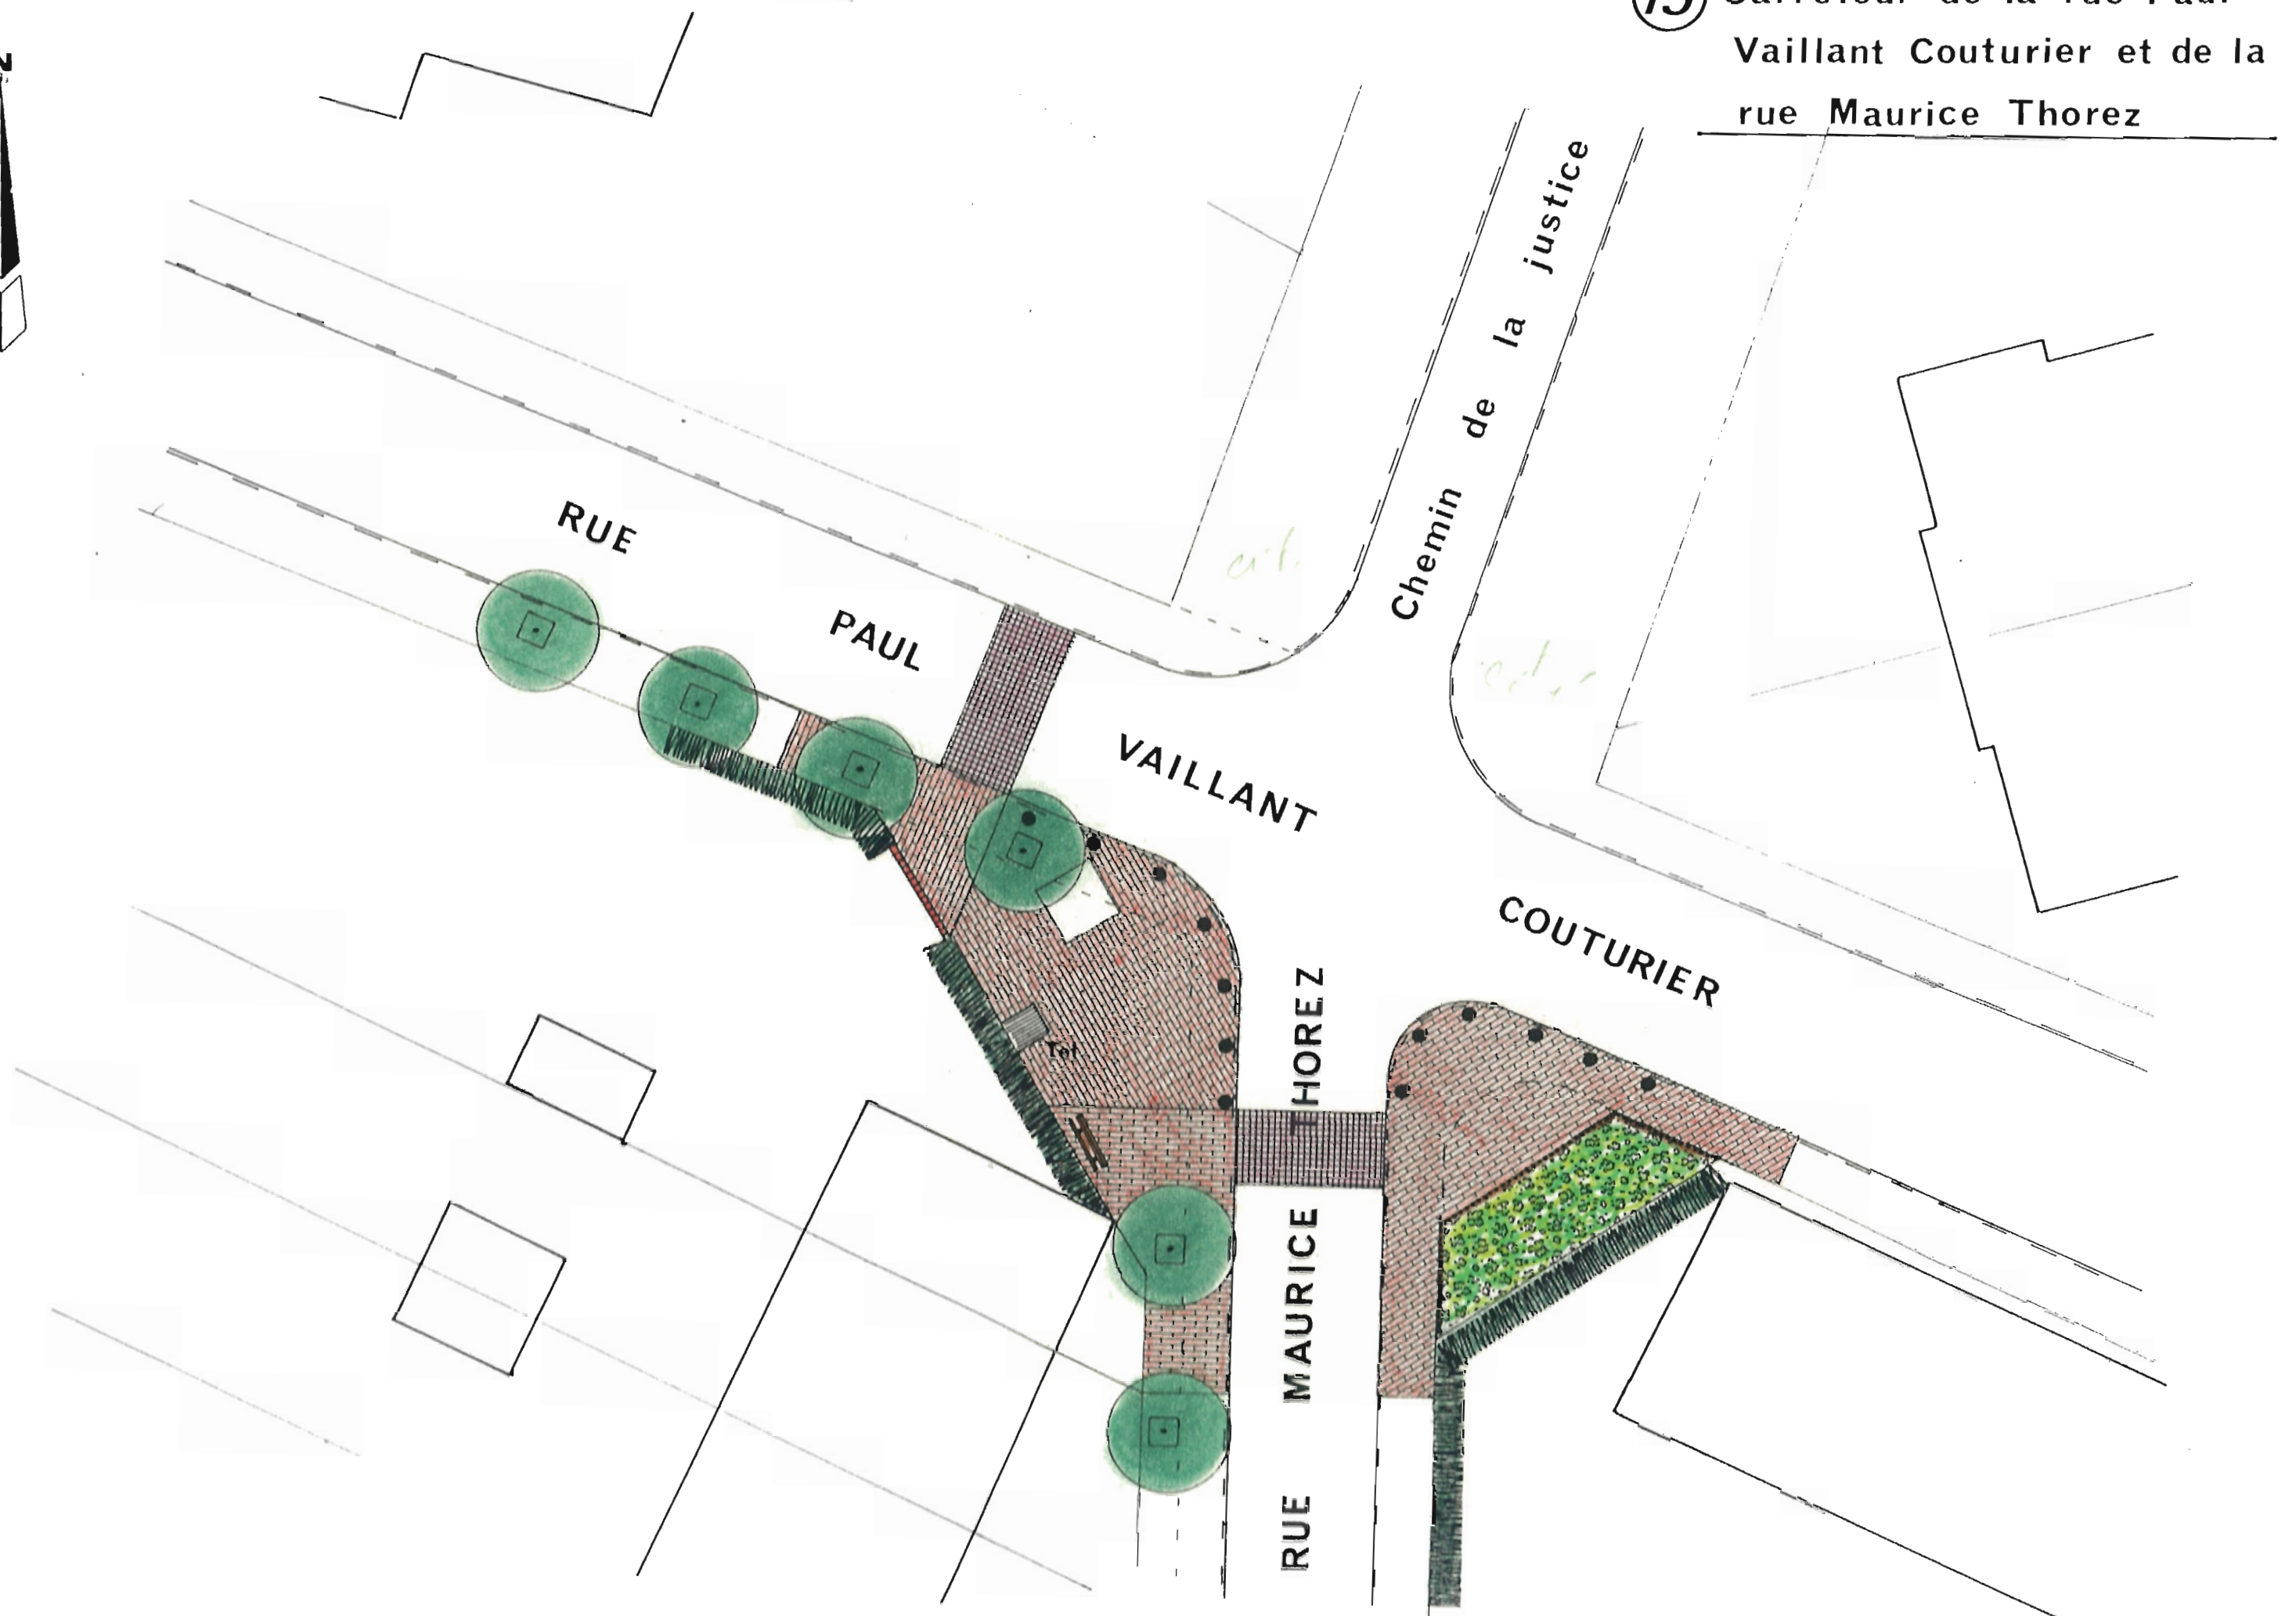 N
Vaillant Couturier et de la
rue Maurice Thorez
Chemin de la justice
RUE PAUL VAILLANT COUTURIER
RUE MAURICE THOREZ